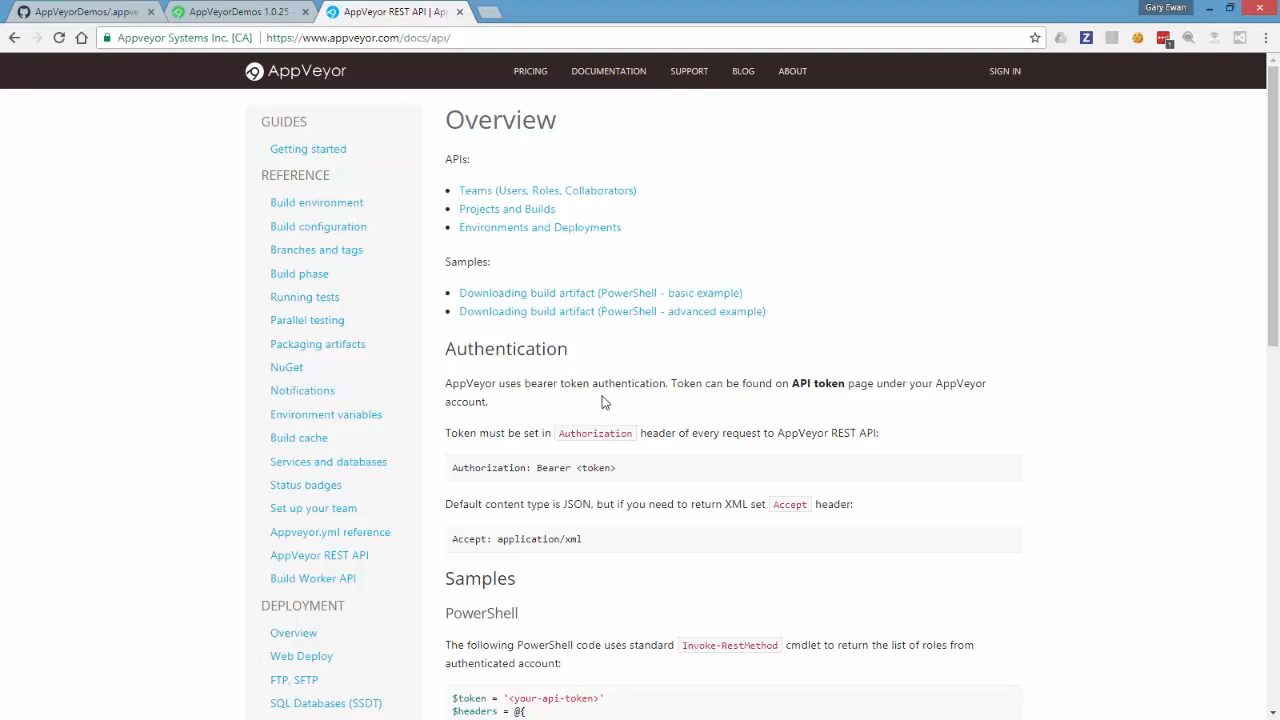 AppVeyorDemos/.appve
AppVeyorDemos 1.0.25
AppVeyor REST API | Ap
Gary Ewan
Appveyor Systems Inc. [CA]
https://www.appveyor.com/docs/api/
1
AppVeyor
PRICING
DOCUMENTATION
SUPPORT
BLOG
ABOUT
SIGN IN
GUIDES
Getting started
REFERENCE
Build environment
Build configuration
Branches and tags
Build phase
Running tests
Parallel testing
Packaging artifacts
NuGet
Notifications
Environment variables
Build cache
Services and databases
Status badges
Set up your team
Appveyor.yml reference
AppVeyor REST API
Build Worker API
DEPLOYMENT
Overview
Web Deploy
FTP, SFTP
SQL Databases (SSDT)
Overview
APIs:
Teams (Users, Roles, Collaborators)
Projects and Builds
Environments and Deployments
Samples:
Downloading build artifact (PowerShell - basic example)
Downloading build artifact (PowerShell - advanced example)
Authentication
AppVeyor uses bearer token authentication. Token can be found on API token page under your AppVeyor
account.
Token must be set in Authorization header of every request to AppVeyor REST API:
Authorization: Bearer <token>
Default content type is JSON, but if you need to return XML set Accept header:
Accept: application/xml
Samples
PowerShell
The following PowerShell code uses standard Invoke-RestMethod cmdlet to return the list of roles from
authenticated account:
$token = '<your-api-token>'
$headers = @{